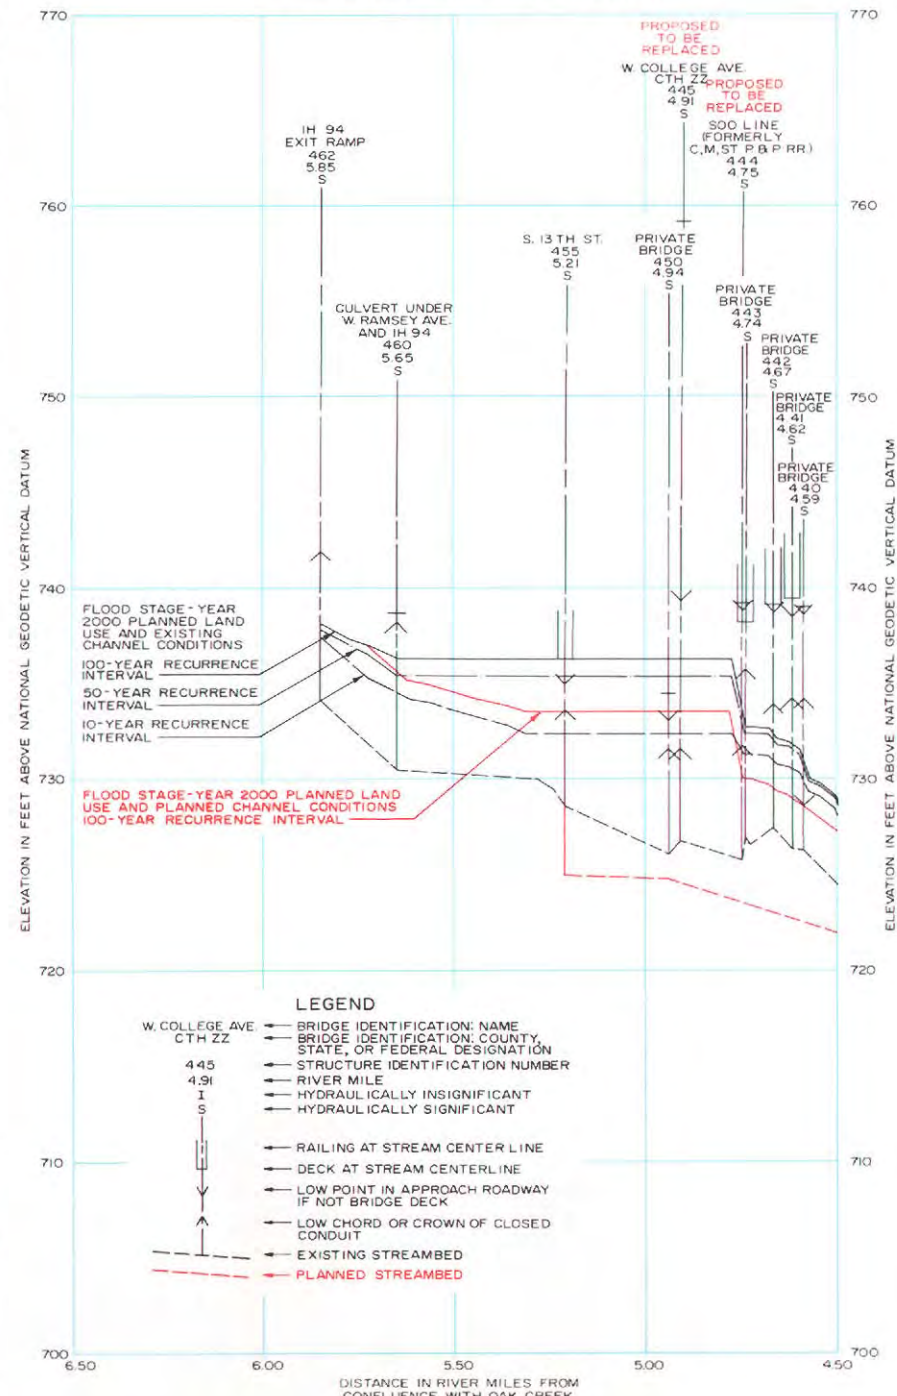 770
770
PROPOSED
TO BE
REPLACED
W. COLLEGE AVE.
CTH ZZ
445
4.91
S
PROPOSED
TO BE
REPLACED
SOO LINE
(FORMERLY
C,M,ST P & P RR.)
444
4.75
S
IH 94
EXIT RAMP
462
5.85
S
760
760
S. 13TH ST.
455
5.21
S
PRIVATE
BRIDGE
450
4.94
S
CULVERT UNDER
W. RAMSEY AVE.
AND IH 94
460
5.65
S
PRIVATE
BRIDGE
443
4.74
S
PRIVATE
BRIDGE
442
4.67
S
750
750
PRIVATE
BRIDGE
441
4.62
S
PRIVATE
BRIDGE
440
4.59
S
ELEVATION IN FEET ABOVE NATIONAL GEODETIC VERTICAL DATUM
ELEVATION IN FEET ABOVE NATIONAL GEODETIC VERTICAL DATUM
740
740
FLOOD STAGE-YEAR
2000 PLANNED LAND
USE AND EXISTING
CHANNEL CONDITIONS
100-YEAR RECURRENCE
INTERVAL
50-YEAR RECURRENCE
INTERVAL
10-YEAR RECURRENCE
INTERVAL
730
730
FLOOD STAGE-YEAR 2000 PLANNED LAND
USE AND PLANNED CHANNEL CONDITIONS
100-YEAR RECURRENCE INTERVAL
720
720
LEGEND
W. COLLEGE AVE. BRIDGE IDENTIFICATION: NAME
CTH ZZ BRIDGE IDENTIFICATION: COUNTY,
STATE, OR FEDERAL DESIGNATION
445 STRUCTURE IDENTIFICATION NUMBER
4.91 RIVER MILE
I HYDRAULICALLY INSIGNIFICANT
S HYDRAULICALLY SIGNIFICANT
RAILING AT STREAM CENTER LINE
710
710
DECK AT STREAM CENTERLINE
LOW POINT IN APPROACH ROADWAY
IF NOT BRIDGE DECK
LOW CHORD OR CROWN OF CLOSED
CONDUIT
EXISTING STREAMBED
PLANNED STREAMBED
700
700
6.50 6.00 5.50 5.00 4.50
DISTANCE IN RIVER MILES FROM
CONFLUENCE WITH OAK CREEK